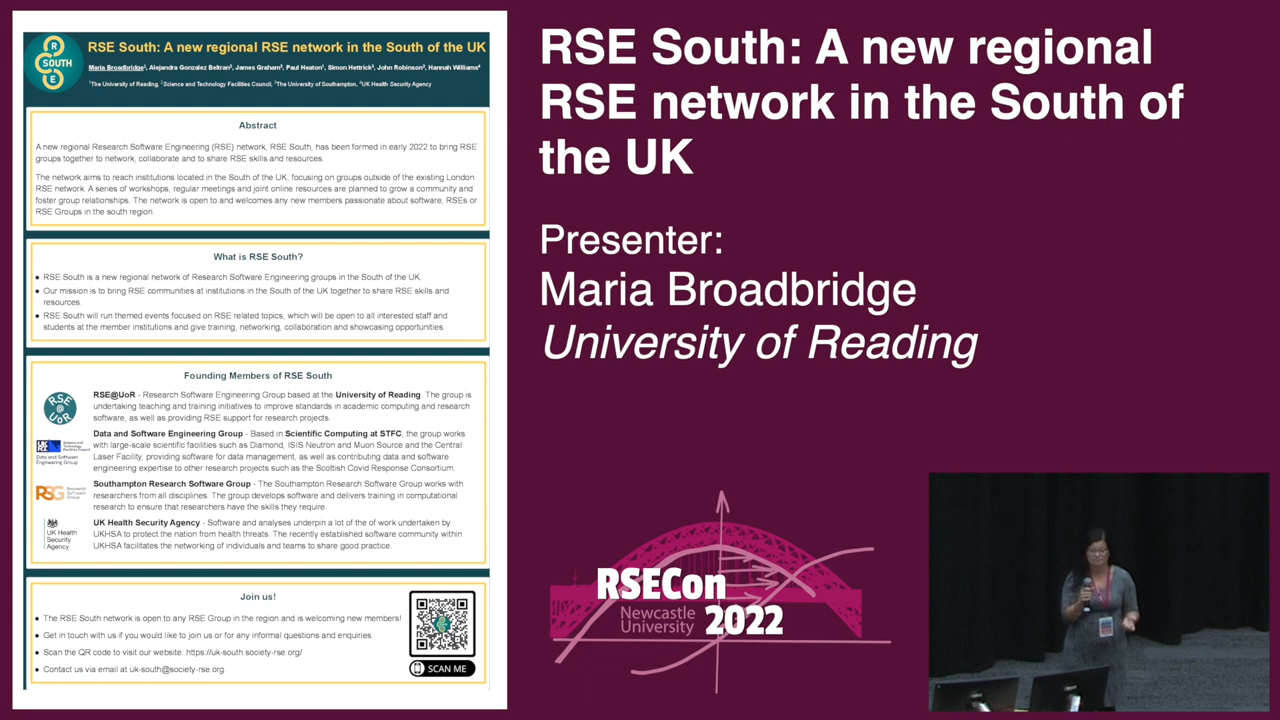 R
SOUTH
E
RSE South: A new regional RSE network in the South of the UK
Maria Broadbridge¹, Alejandra Gonzalez Beltran², James Graham³, Paul Heaton¹, Simon Hettrick³, John Robinson³, Hannah Williams⁴
¹The University of Reading, ²Science and Technology Facilities Council, ³The University of Southampton, ⁴UK Health Security Agency
Abstract
A new regional Research Software Engineering (RSE) network, RSE South, has been formed in early 2022 to bring RSE
groups together to network, collaborate and to share RSE skills and resources.
The network aims to reach institutions located in the South of the UK, focusing on groups outside of the existing London
RSE network. A series of workshops, regular meetings and joint online resources are planned to grow a community and
foster group relationships. The network is open to and welcomes any new members passionate about software, RSEs or
RSE Groups in the south region.
What is RSE South?
RSE South is a new regional network of Research Software Engineering groups in the South of the UK.
Our mission is to bring RSE communities at institutions in the South of the UK together to share RSE skills and
resources.
RSE South will run themed events focused on RSE related topics, which will be open to all interested staff and
students at the member institutions and give training, networking, collaboration and showcasing opportunities.
Founding Members of RSE South
RSE
@
UoR
RSE@UoR - Research Software Engineering Group based at the University of Reading. The group is
undertaking teaching and training initiatives to improve standards in academic computing and research
software, as well as providing RSE support for research projects.
Science and
Technology
Facilities Council
Data and Software
Engineering Group
Data and Software Engineering Group - Based in Scientific Computing at STFC, the group works
with large-scale scientific facilities such as Diamond, ISIS Neutron and Muon Source and the Central
Laser Facility, providing software for data management, as well as contributing data and software
engineering expertise to other research projects such as the Scottish Covid Response Consortium.
RSG
Research
Software
Group
Southampton Research Software Group - The Southampton Research Software Group works with
researchers from all disciplines. The group develops software and delivers training in computational
research to ensure that researchers have the skills they require.
UK Health
Security
Agency
UK Health Security Agency - Software and analyses underpin a lot of the of work undertaken by
UKHSA to protect the nation from health threats. The recently established software community within
UKHSA facilitates the networking of individuals and teams to share good practice.
Join us!
The RSE South network is open to any RSE Group in the region and is welcoming new members!
Get in touch with us if you would like to join us or for any informal questions and enquiries.
Scan the QR code to visit our website: https://uk-south.society-rse.org/
Contact us via email at uk-south@society-rse.org.
SCAN ME
RSE South: A new regional
RSE network in the South of
the UK
Presenter:
Maria Broadbridge
University of Reading
RSECon
Newcastle
University
2022